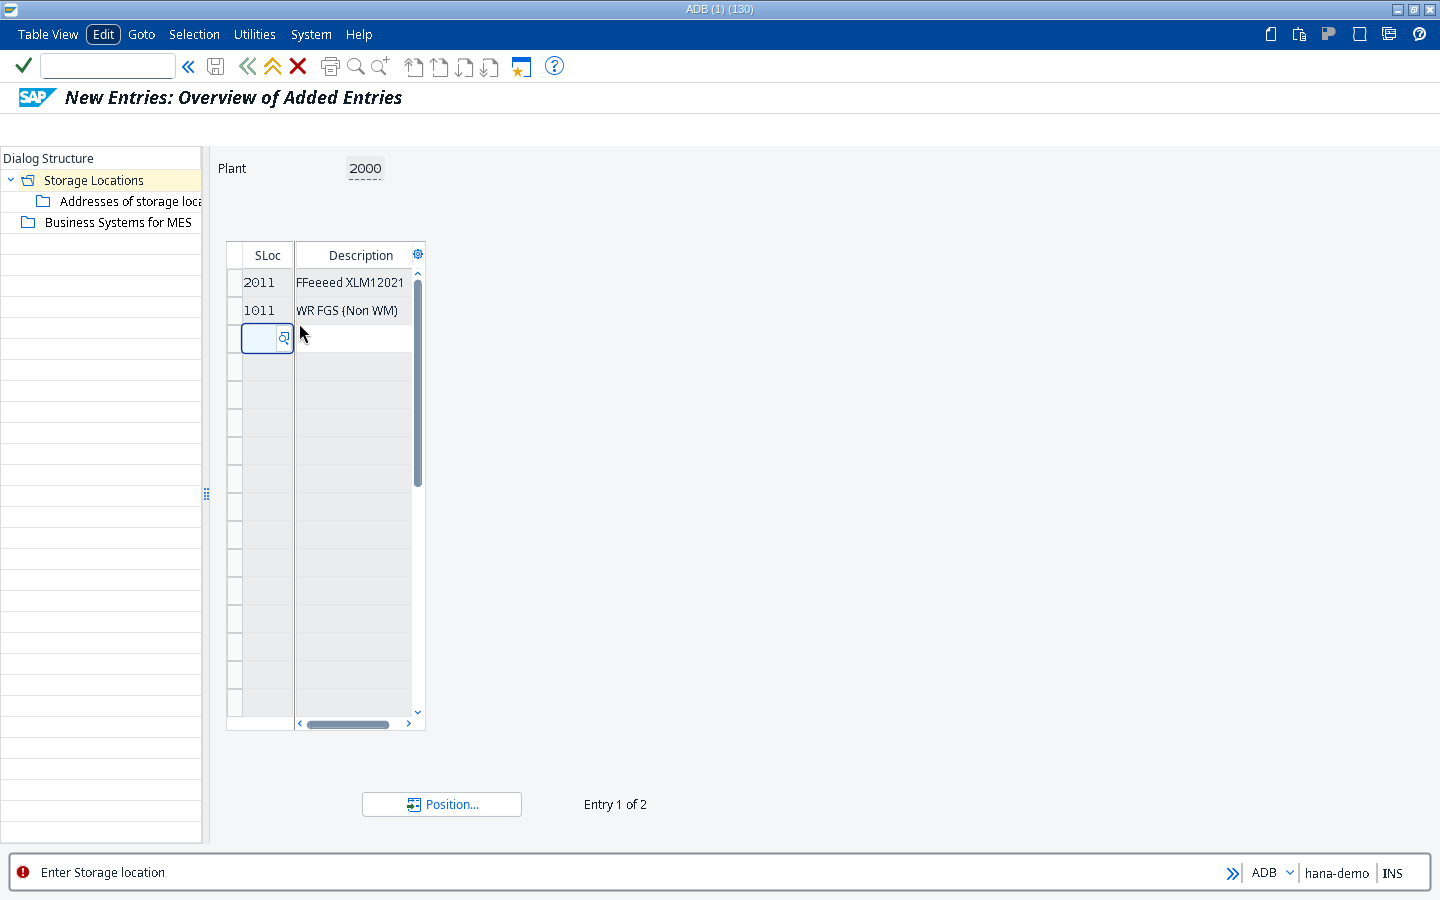 ADB (1) (130)
Table View Edit Goto Selection Utilities System Help
SAP New Entries: Overview of Added Entries
Dialog Structure
Storage Locations
Addresses of storage loca
Business Systems for MES
Plant 2000
SLoc Description
2011 FFeeeed XLM12021
1011 WR FGS (Non WM)
Position... Entry 1 of 2
Enter Storage location ADB hana-demo INS